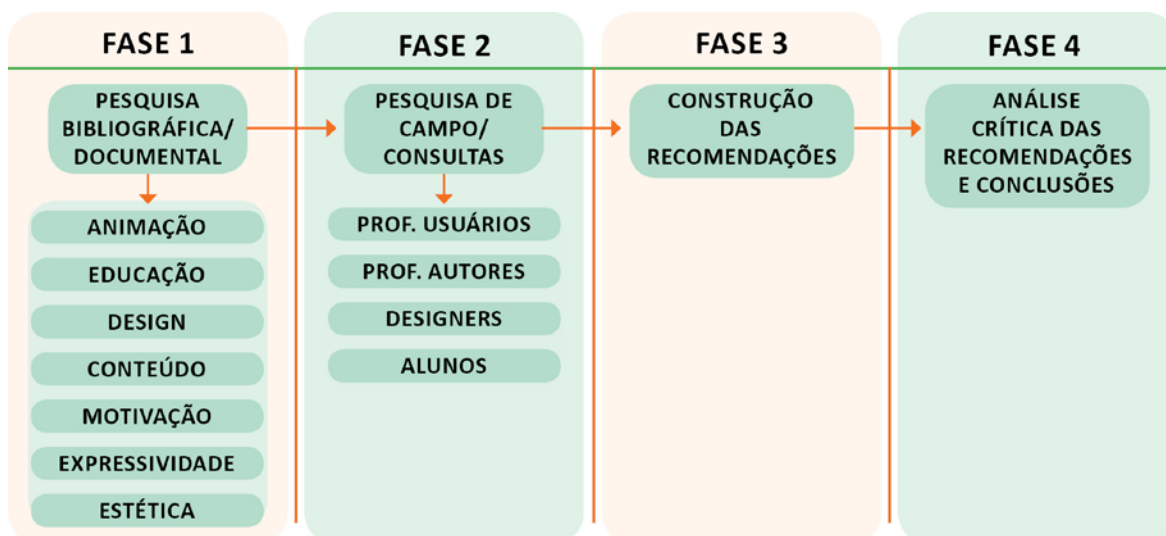 FASE 1
PESQUISA
BIBLIOGRÁFICA/
DOCUMENTAL
ANIMAÇÃO
EDUCAÇÃO
DESIGN
CONTEÚDO
MOTIVAÇÃO
EXPRESSIVIDADE
ESTÉTICA
FASE 2
PESQUISA DE
CAMPO/
CONSULTAS
PROF. USUÁRIOS
PROF. AUTORES
DESIGNERS
ALUNOS
FASE 3
CONSTRUÇÃO
DAS
RECOMENDAÇÕES
FASE 4
ANÁLISE
CRÍTICA DAS
RECOMENDAÇÕES
E CONCLUSÕES